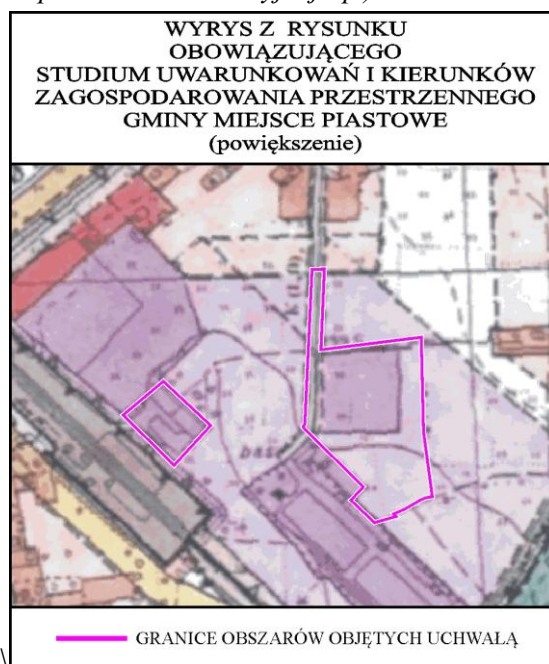 WYRYS Z RYSUNKU
OBOWIĄZUJĄCEGO
STUDIUM UWARUNKOWAŃ I KIERUNKÓW
ZAGOSPODAROWANIA PRZESTRZENNEGO
GMINY MIEJSCE PIASTOWE
(powiększenie)
GRANICE OBSZARÓW OBJĘTYCH UCHWAŁĄ
\